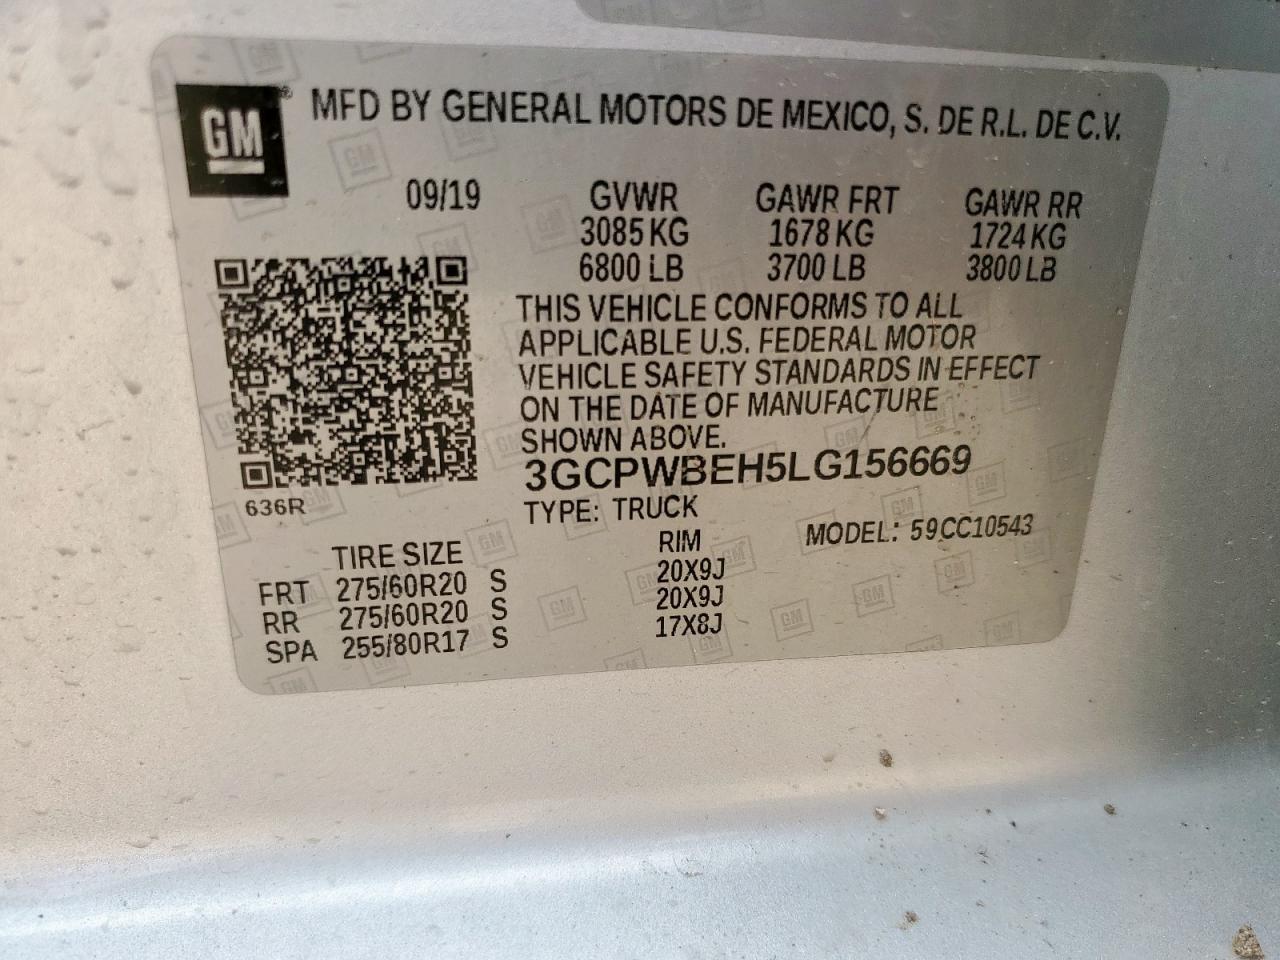 GM
MFD BY GENERAL MOTORS DE MEXICO, S. DE R.L. DE C.V.
09/19 GVWR GAWR FRT GAWR RR
3085 KG 1678 KG 1724 KG
6800 LB 3700 LB 3800 LB
THIS VEHICLE CONFORMS TO ALL
APPLICABLE U.S. FEDERAL MOTOR
VEHICLE SAFETY STANDARDS IN EFFECT
ON THE DATE OF MANUFACTURE
SHOWN ABOVE.
3GCPWBEH5LG156669
636R
TYPE: TRUCK
MODEL: 59CC10543
TIRE SIZE RIM
FRT 275/60R20 S 20X9J
RR 275/60R20 S 20X9J
SPA 255/80R17 S 17X8J